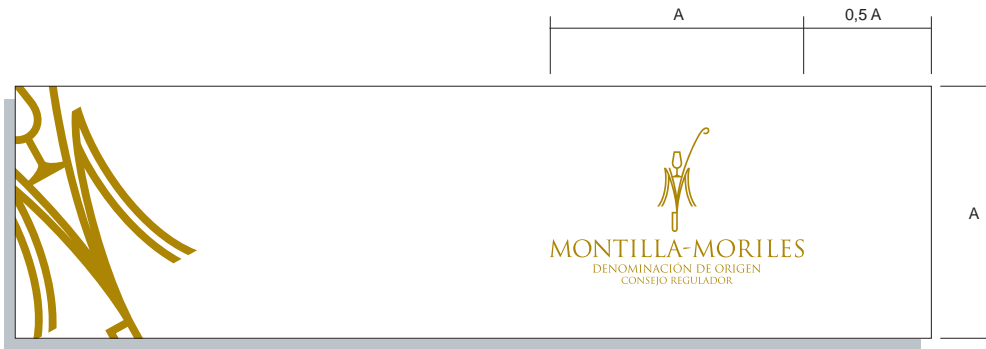 A
0,5 A
A
MONTILLA-MORILES
DENOMINACIÓN DE ORIGEN
CONSEJO REGULADOR